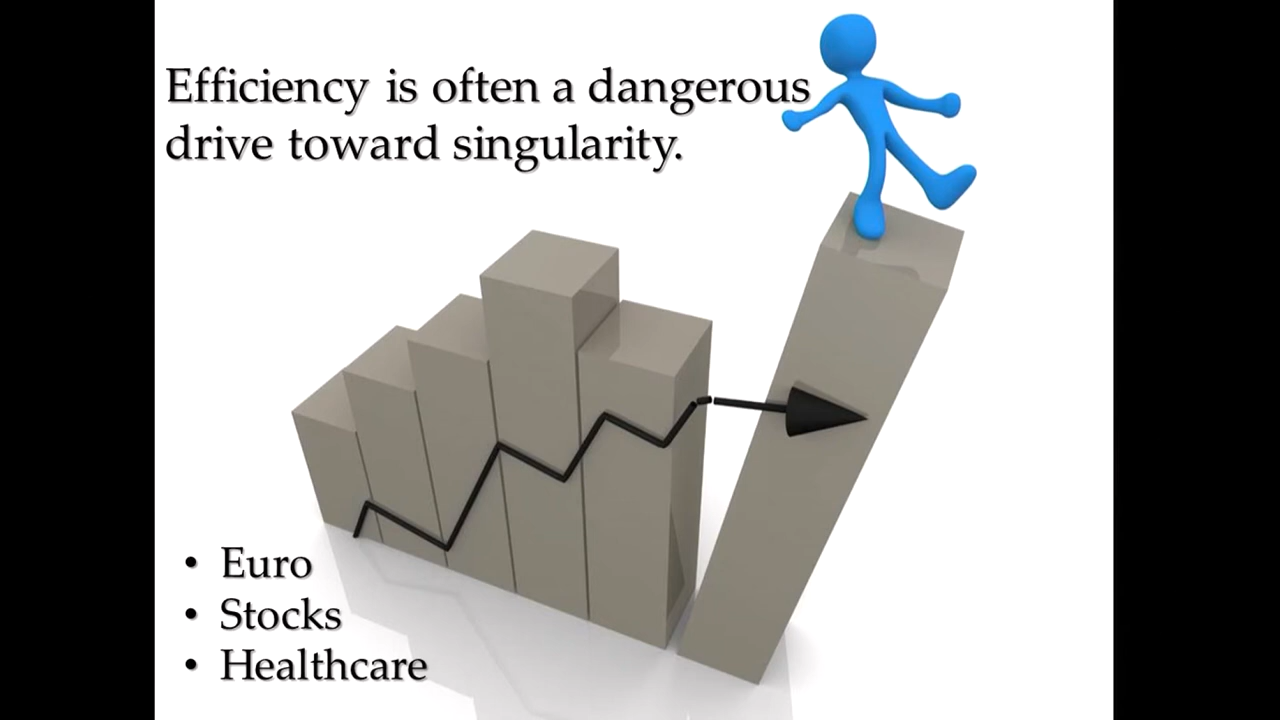 Efficiency is often a dangerous
drive toward singularity.
• Euro
• Stocks
• Healthcare